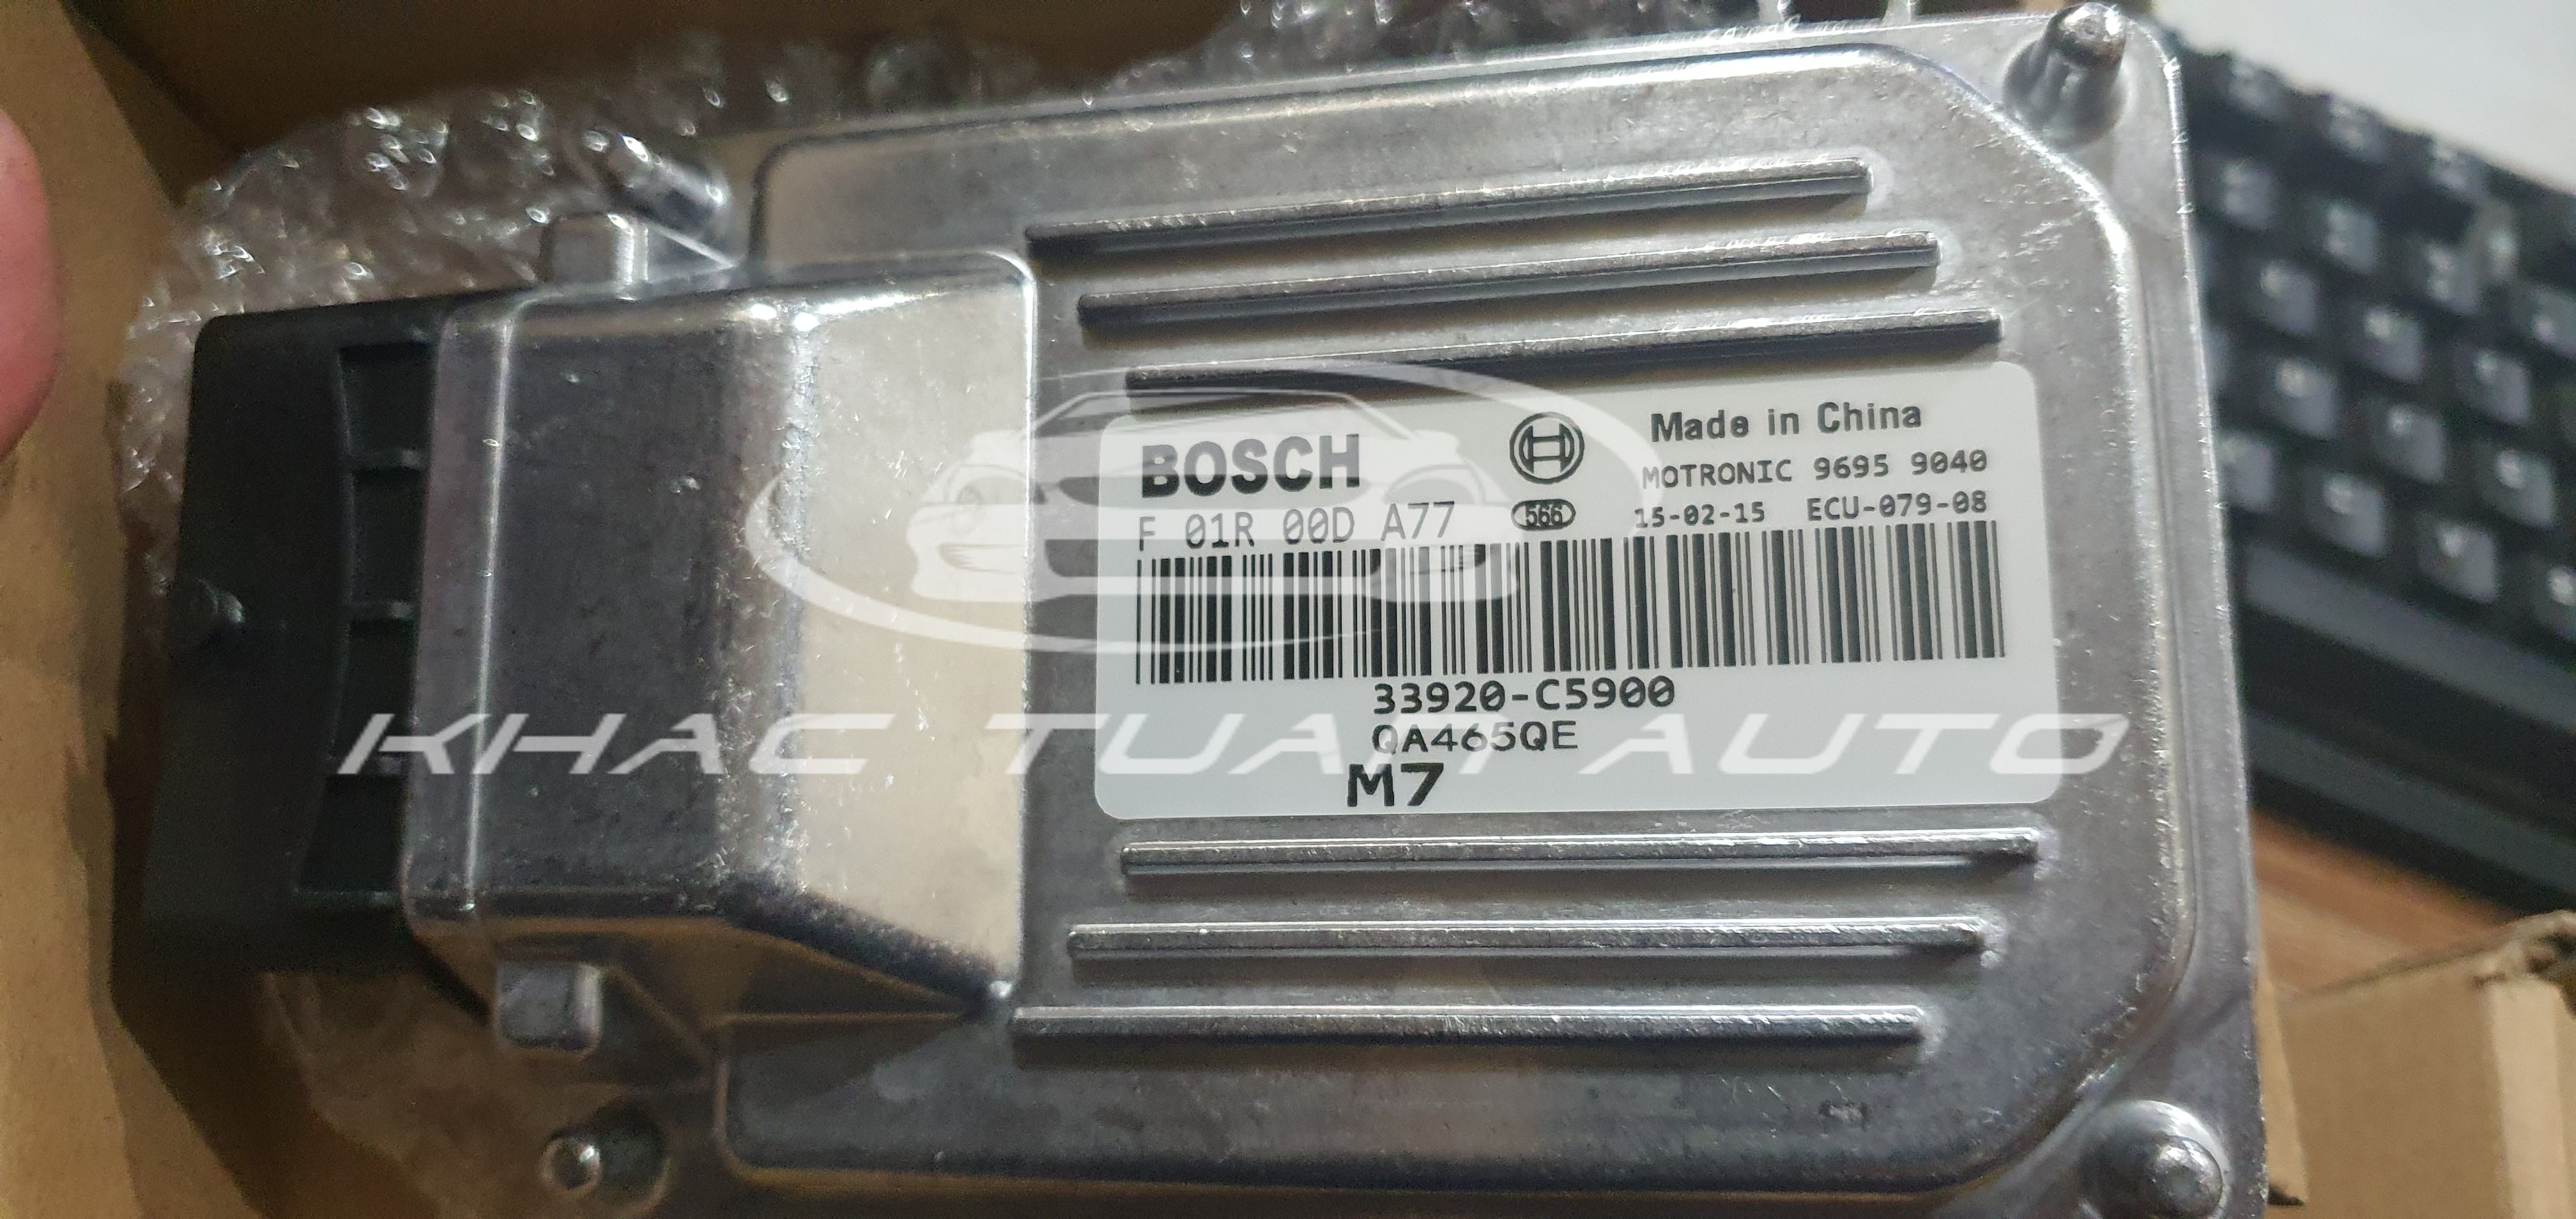 BOSCH
Made in China
MOTRONIC 9695 9040
F 01R 00D A77
566
15-02-15 ECU-079-08
33920-C5900
QA465QE
M7
KHAC TUAT AUTO